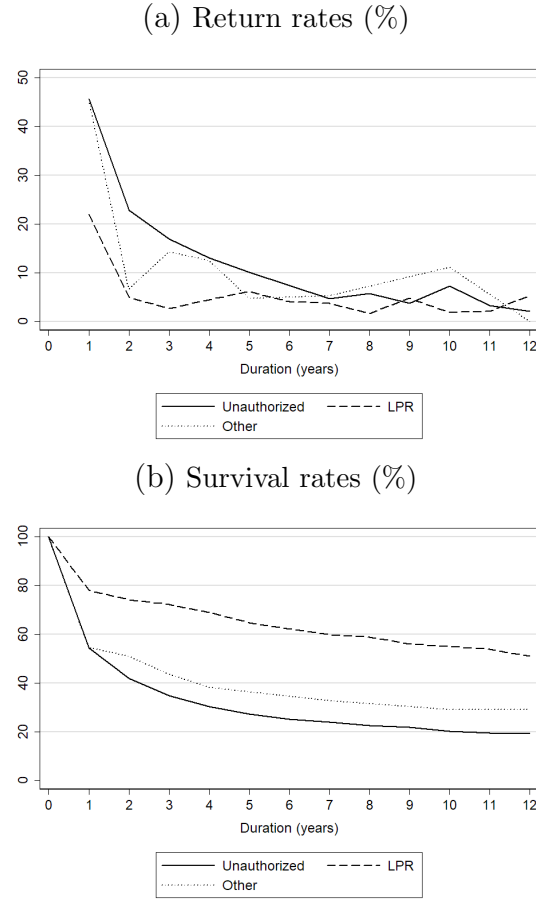 (a) Return rates (%)
50
40
30
20
10
0
0 1 2 3 4 5 6 7 8 9 10 11 12
Duration (years)
Unauthorized LPR
Other
(b) Survival rates (%)
100
80
60
40
20
0
0 1 2 3 4 5 6 7 8 9 10 11 12
Duration (years)
Unauthorized LPR
Other